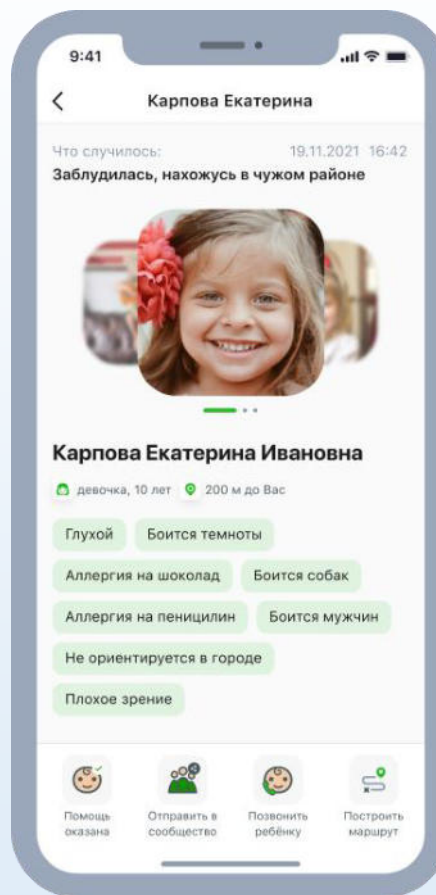 9:41
Карпова Екатерина
Что случилось: 19.11.2021 16:42
Заблудилась, нахожусь в чужом районе
Карпова Екатерина Ивановна
девочка, 10 лет 200 м до Вас
Глухой Боится темноты
Аллергия на шоколад Боится собак
Аллергия на пеницилин Боится мужчин
Не ориентируется в городе
Плохое зрение
Помощь оказана
Отправить в сообщество
Позвонить ребёнку
Построить маршрут